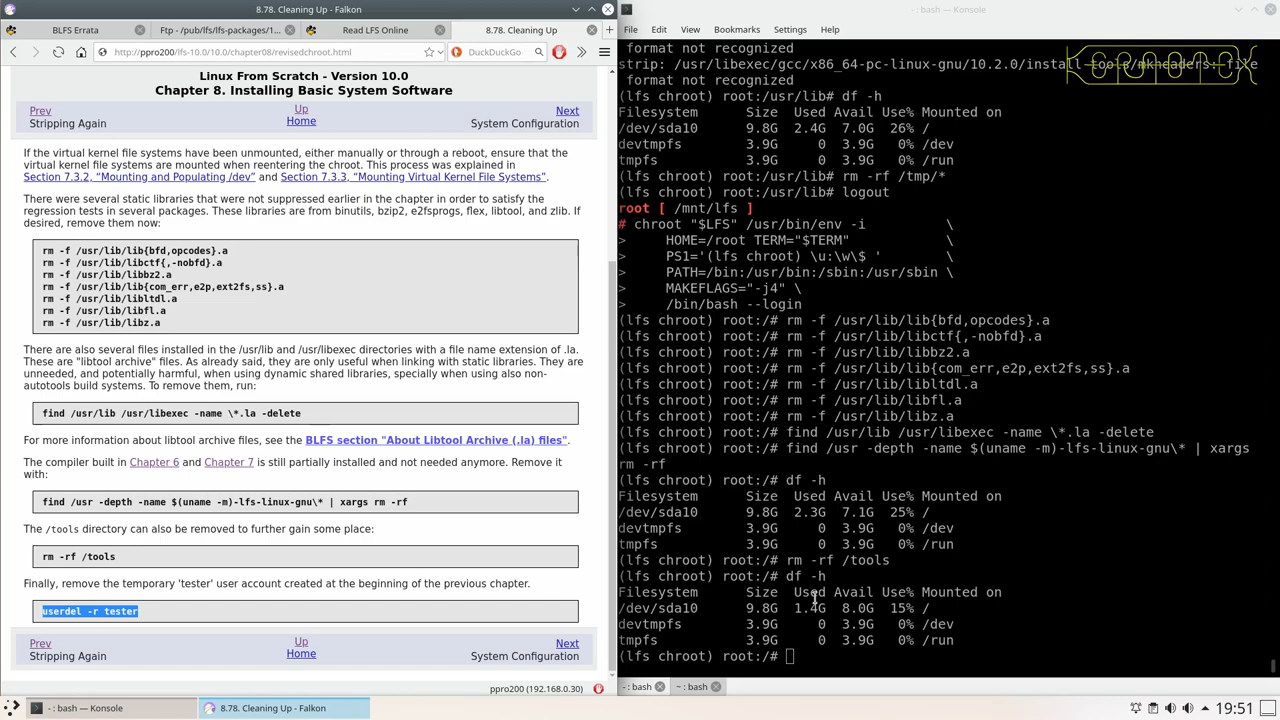 8.78. Cleaning Up - Falkon
BLFS Errata
Ftp - /pub/lfs/lfs-packages/1...
Read LFS Online
8.78. Cleaning Up
http://ppro200/lfs-10.0/10.0/chapter08/revisedchroot.html
DuckDuckGo
Linux From Scratch - Version 10.0
Chapter 8. Installing Basic System Software
Prev Up Next
Stripping Again Home System Configuration
If the virtual kernel file systems have been unmounted, either manually or through a reboot, ensure that the
virtual kernel file systems are mounted when reentering the chroot. This process was explained in
Section 7.3.2, “Mounting and Populating /dev” and Section 7.3.3, “Mounting Virtual Kernel File Systems”.
There were several static libraries that were not suppressed earlier in the chapter in order to satisfy the
regression tests in several packages. These libraries are from binutils, bzip2, e2fsprogs, flex, libtool, and zlib. If
desired, remove them now:
rm -f /usr/lib/lib{bfd,opcodes}.a
rm -f /usr/lib/libctf{,-nobfd}.a
rm -f /usr/lib/libbz2.a
rm -f /usr/lib/lib{com_err,e2p,ext2fs,ss}.a
rm -f /usr/lib/libltdl.a
rm -f /usr/lib/libfl.a
rm -f /usr/lib/libz.a
There are also several files installed in the /usr/lib and /usr/libexec directories with a file name extension of .la.
These are "libtool archive" files. As already said, they are only useful when linking with static libraries. They are
unneeded, and potentially harmful, when using dynamic shared libraries, specially when using also non-
autotools build systems. To remove them, run:
find /usr/lib /usr/libexec -name \*.la -delete
For more information about libtool archive files, see the BLFS section "About Libtool Archive (.la) files".
The compiler built in Chapter 6 and Chapter 7 is still partially installed and not needed anymore. Remove it
with:
find /usr -depth -name $(uname -m)-lfs-linux-gnu\* | xargs rm -rf
The /tools directory can also be removed to further gain some place:
rm -rf /tools
Finally, remove the temporary 'tester' user account created at the beginning of the previous chapter.
userdel -r tester
Prev Up Next
Stripping Again Home System Configuration
ppro200 (192.168.0.30)
- : bash — Konsole
File Edit View Bookmarks Settings Help
format not recognized
strip: /usr/libexec/gcc/x86_64-pc-linux-gnu/10.2.0/install-tools/mkheaders: file
format not recognized
(lfs chroot) root:/usr/lib# df -h
Filesystem      Size  Used Avail Use% Mounted on
/dev/sda10      9.8G  2.4G  7.0G  26% /
devtmpfs        3.9G     0  3.9G   0% /dev
tmpfs           3.9G     0  3.9G   0% /run
(lfs chroot) root:/usr/lib# rm -rf /tmp/*
(lfs chroot) root:/usr/lib# logout
root [ /mnt/lfs ]
# chroot "$LFS" /usr/bin/env -i          \
>     HOME=/root TERM="$TERM"            \
>     PS1='(lfs chroot) \u:\w\$ '        \
>     PATH=/bin:/usr/bin:/sbin:/usr/sbin \
>     MAKEFLAGS="-j4" \
>     /bin/bash --login
(lfs chroot) root:/# rm -f /usr/lib/lib{bfd,opcodes}.a
(lfs chroot) root:/# rm -f /usr/lib/libctf{,-nobfd}.a
(lfs chroot) root:/# rm -f /usr/lib/libbz2.a
(lfs chroot) root:/# rm -f /usr/lib/lib{com_err,e2p,ext2fs,ss}.a
(lfs chroot) root:/# rm -f /usr/lib/libltdl.a
(lfs chroot) root:/# rm -f /usr/lib/libfl.a
(lfs chroot) root:/# rm -f /usr/lib/libz.a
(lfs chroot) root:/# find /usr/lib /usr/libexec -name \*.la -delete
(lfs chroot) root:/# find /usr -depth -name $(uname -m)-lfs-linux-gnu\* | xargs
rm -rf
(lfs chroot) root:/# df -h
Filesystem      Size  Used Avail Use% Mounted on
/dev/sda10      9.8G  2.3G  7.1G  25% /
devtmpfs        3.9G     0  3.9G   0% /dev
tmpfs           3.9G     0  3.9G   0% /run
(lfs chroot) root:/# rm -rf /tools
(lfs chroot) root:/# df -h
Filesystem      Size  Used Avail Use% Mounted on
/dev/sda10      9.8G  1.4G  8.0G  15% /
devtmpfs        3.9G     0  3.9G   0% /dev
tmpfs           3.9G     0  3.9G   0% /run
(lfs chroot) root:/#
- : bash
~ : bash
- : bash — Konsole
8.78. Cleaning Up - Falkon
19:51